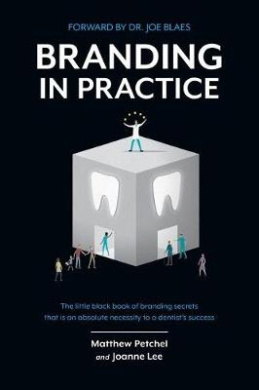 FORWARD BY DR. JOE BLAES
BRANDING
IN PRACTICE
The little black book of branding secrets
that is an absolute necessity to a dentist's success
Matthew Petchel
and Joanne Lee